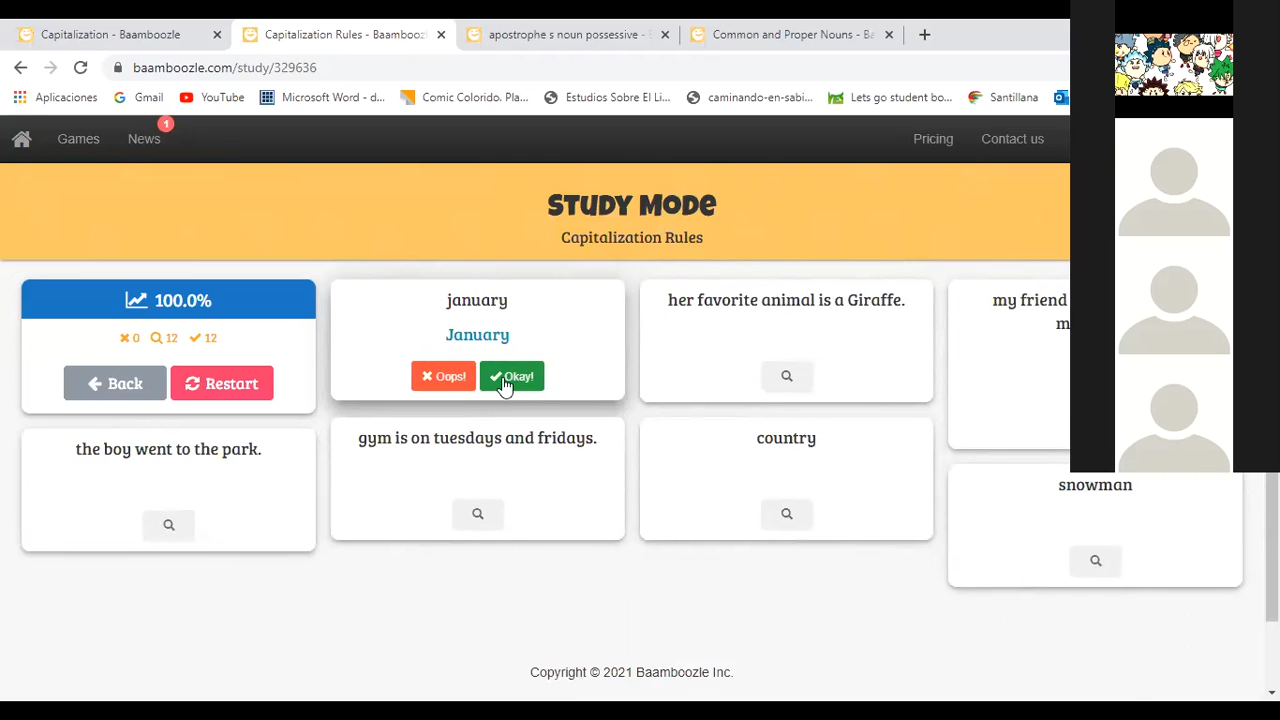 Capitalization - Baamboozle
Capitalization Rules - Baambooz
apostrophe s noun possessive -
Common and Proper Nouns - Ba
baamboozle.com/study/329636
Aplicaciones
Gmail
YouTube
Microsoft Word - d...
Comic Colorido. Pla...
Estudios Sobre El Li...
caminando-en-sabi...
Lets go student bo...
Santillana
Games
News
1
Pricing
Contact us
Study Mode
Capitalization Rules
100.0%
0
12
12
Back
Restart
january
January
Oops!
Okay!
her favorite animal is a Giraffe.
my friend
m
the boy went to the park.
gym is on tuesdays and fridays.
country
snowman
Copyright © 2021 Baamboozle Inc.